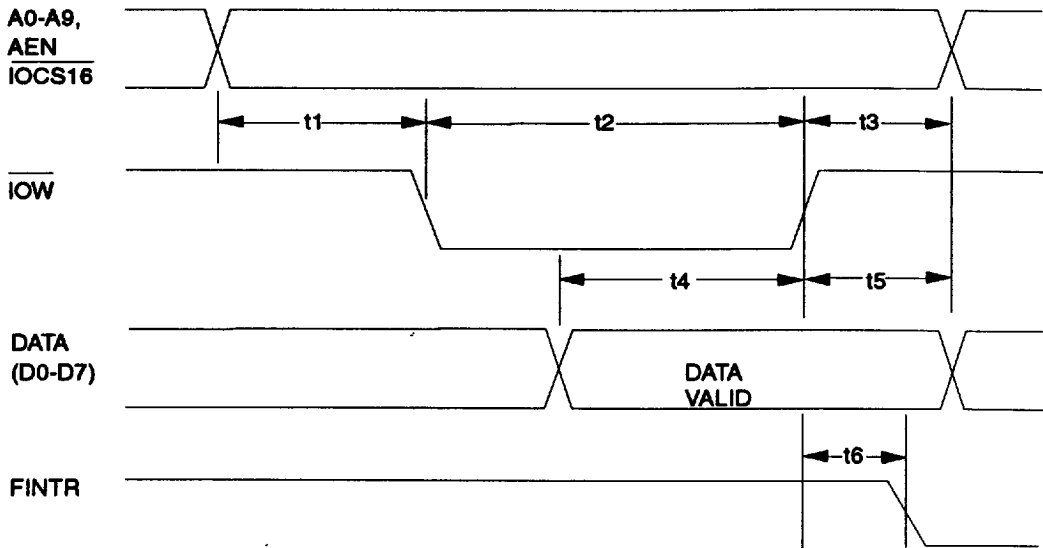 A0-A9,
AEN
IOCS16
t1
t2
t3
IOW
t4
t5
DATA
(D0-D7)
DATA
VALID
t6
FINTR